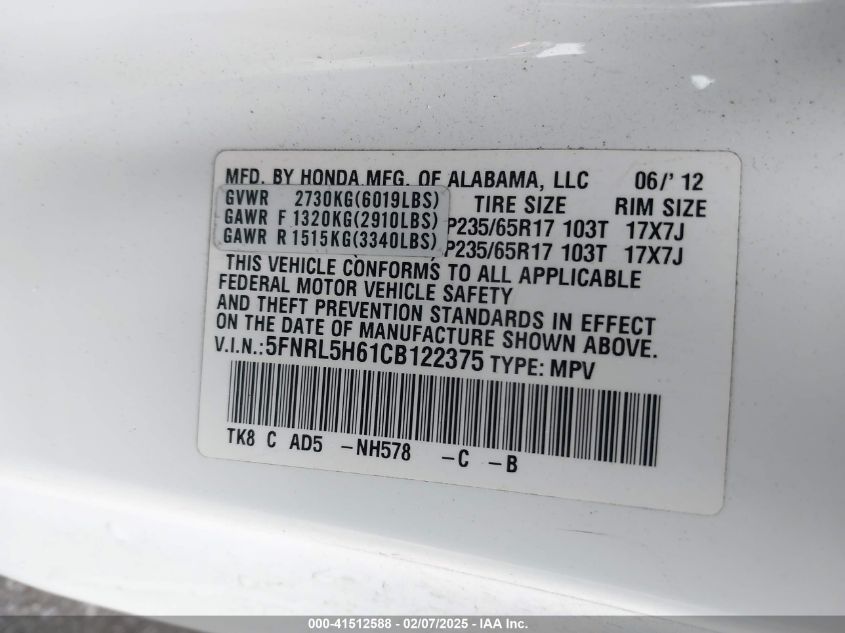 MFD. BY HONDA MFG. OF ALABAMA, LLC 06/' 12
GVWR 2730KG(6019LBS) TIRE SIZE RIM SIZE
GAWR F 1320KG(2910LBS) P235/65R17 103T 17X7J
GAWR R 1515KG(3340LBS) P235/65R17 103T 17X7J
THIS VEHICLE CONFORMS TO ALL APPLICABLE
FEDERAL MOTOR VEHICLE SAFETY
AND THEFT PREVENTION STANDARDS IN EFFECT
ON THE DATE OF MANUFACTURE SHOWN ABOVE.
V.I.N.:5FNRL5H61CB122375 TYPE: MPV
TK8 C AD5 -NH578 -C -B
000-41512588 - 02/07/2025 - IAA Inc.